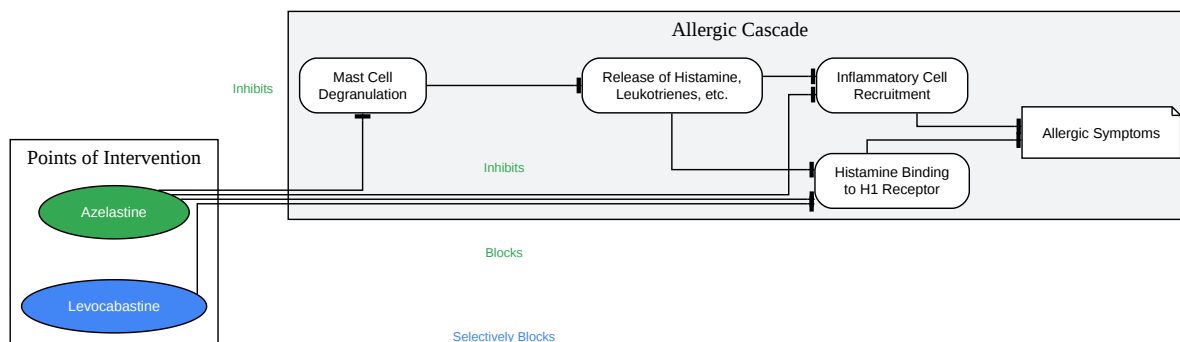 Allergic Cascade
Mast Cell
Degranulation
Release of Histamine,
Leukotrienes, etc.
Inflammatory Cell
Recruitment
Inhibits
Allergic Symptoms
Points of Intervention
Inhibits
Histamine Binding
to H1 Receptor
Azelastine
Blocks
Levocabastine
Selectively Blocks